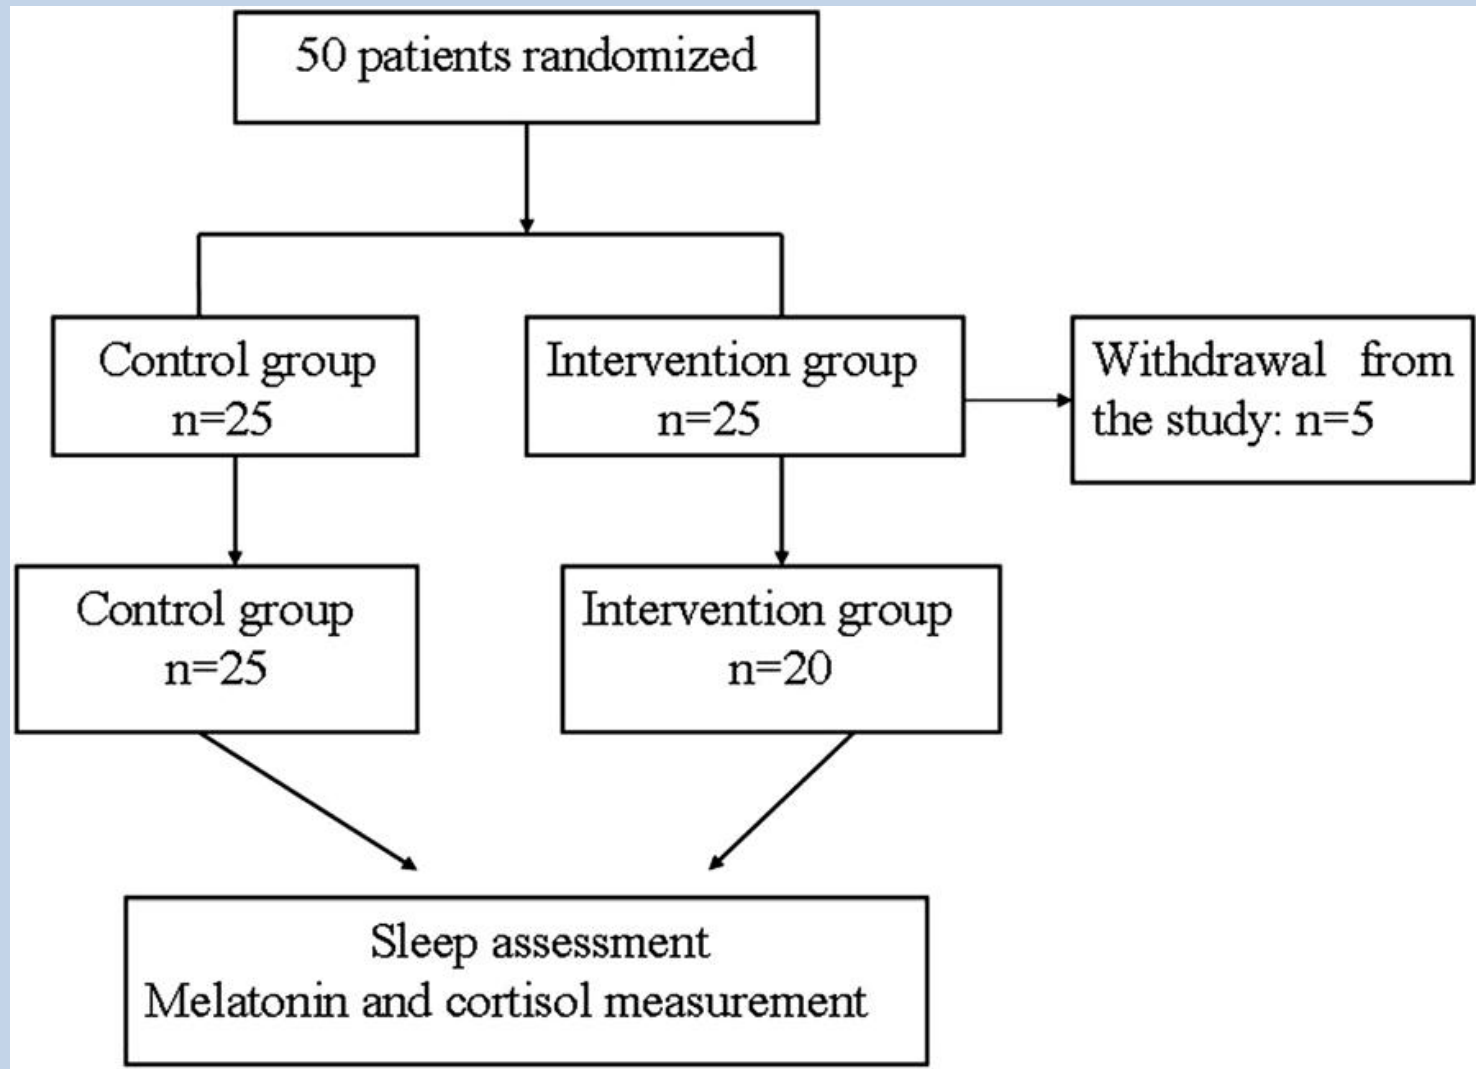 50 patients randomized
Control group
n=25
Intervention group
n=25
Withdrawal from
the study: n=5
Control group
n=25
Intervention group
n=20
Sleep assessment
Melatonin and cortisol measurement